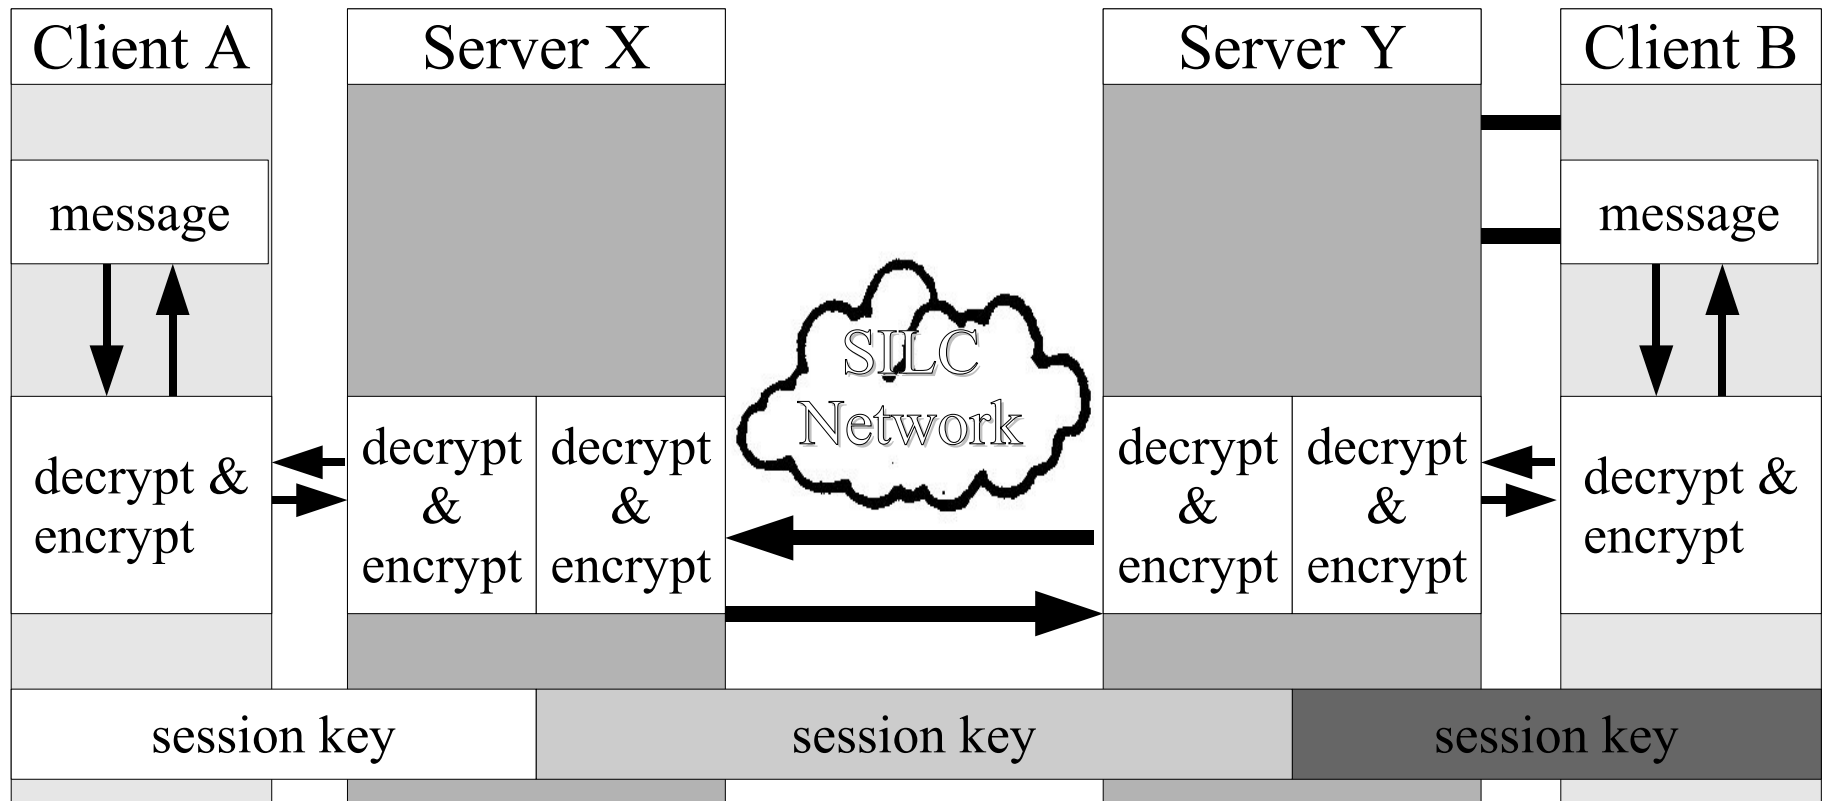 Client A
Server X
Server Y
Client B
message
message
SILC
Network
decrypt &
encrypt
decrypt
&
encrypt
decrypt
&
encrypt
decrypt
&
encrypt
decrypt
&
encrypt
decrypt &
encrypt
session key
session key
session key